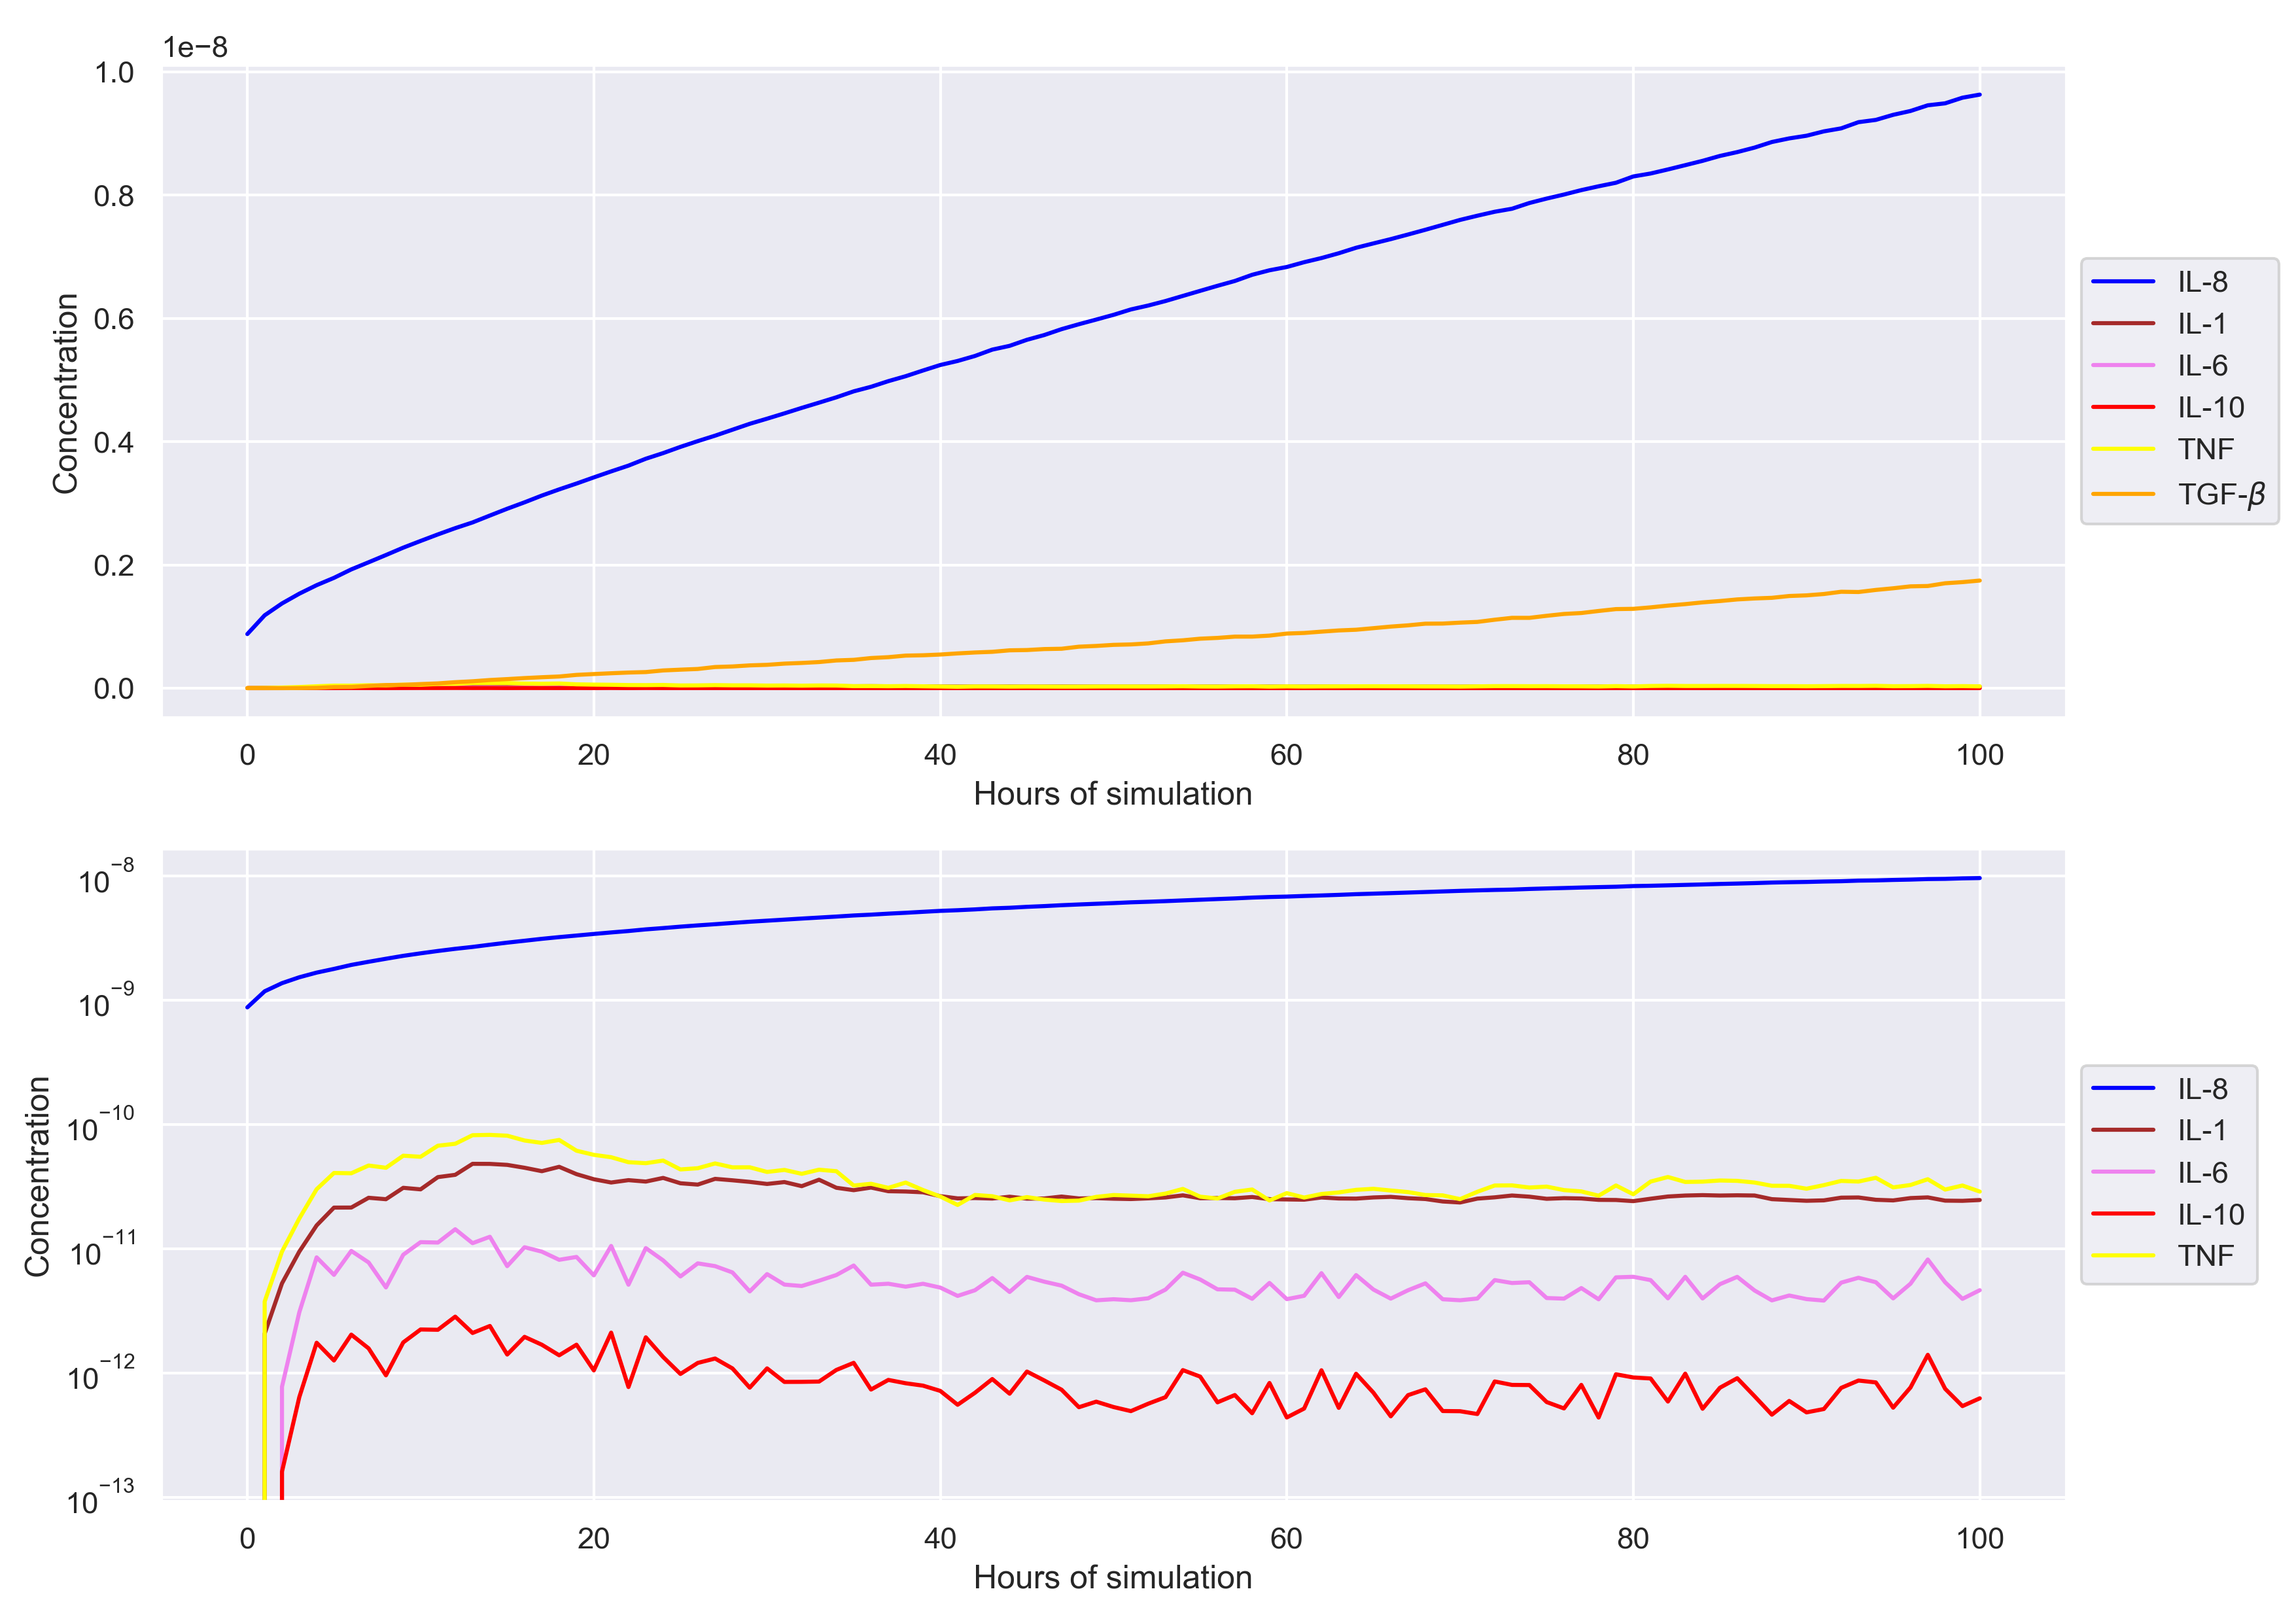 1e−8
1.0
0.8
0.6
0.4
0.2
0.0
Concentration
0 20 40 60 80 100
Hours of simulation
IL-8
IL-1
IL-6
IL-10
TNF
TGF-β
10⁻⁸
10⁻⁹
10⁻¹⁰
10⁻¹¹
10⁻¹²
10⁻¹³
Concentration
0 20 40 60 80 100
Hours of simulation
IL-8
IL-1
IL-6
IL-10
TNF